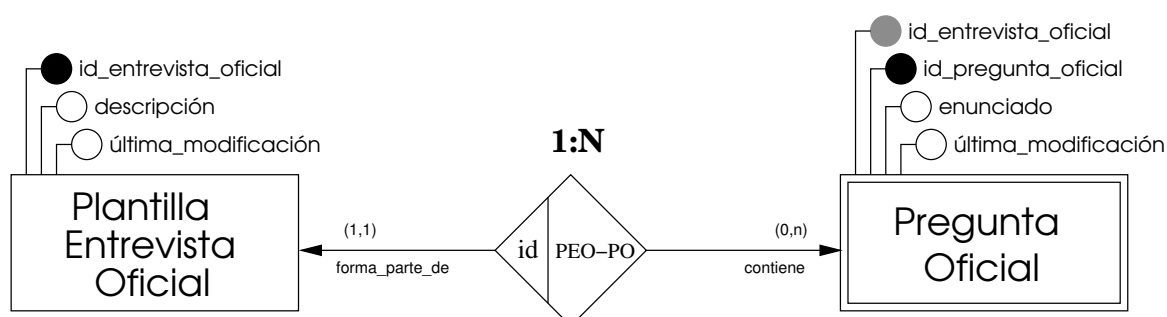 id_entrevista_oficial
descripción
última_modificación
Plantilla
Entrevista
Oficial
1:N
(1,1)
forma_parte_de
id
PEO-PO
(0,n)
contiene
id_entrevista_oficial
id_pregunta_oficial
enunciado
última_modificación
Pregunta
Oficial